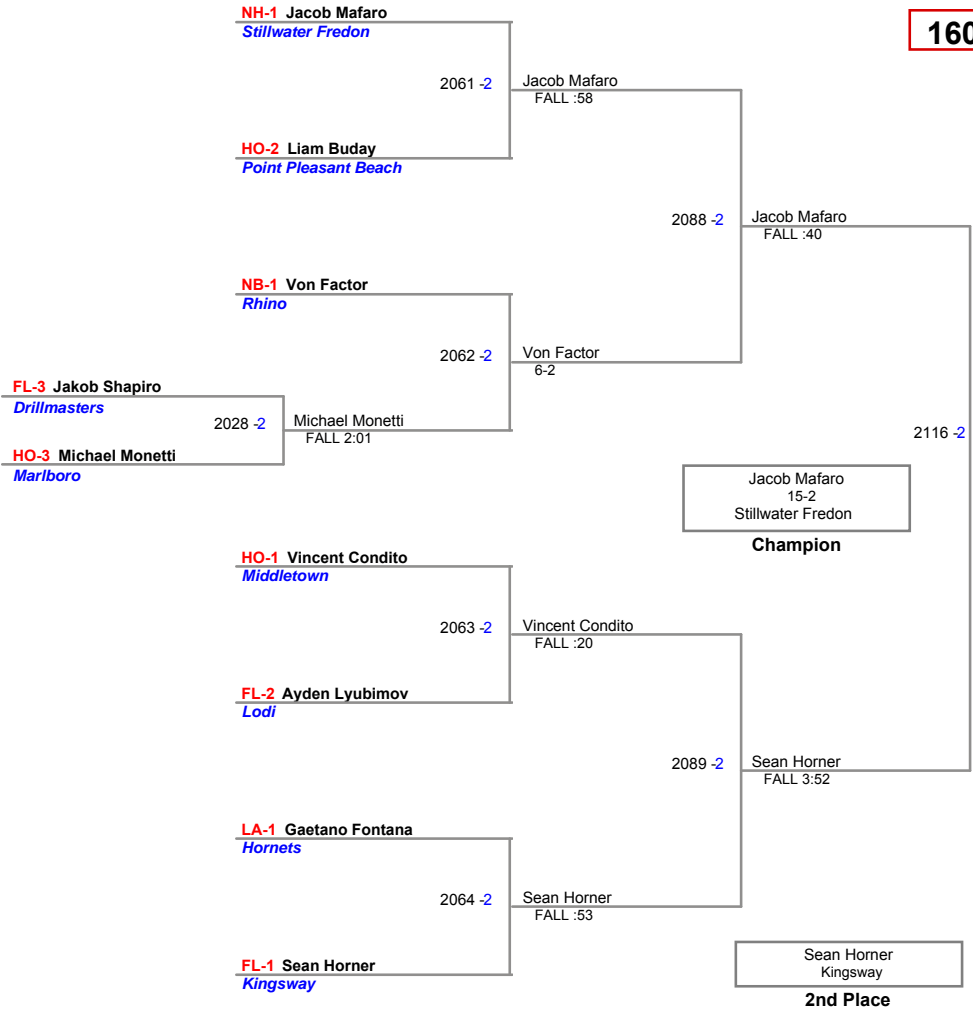 NH-1 Jacob Mafaro
Stillwater Fredon
160
2061 -2
Jacob Mafaro
FALL :58
HO-2 Liam Buday
Point Pleasant Beach
2088 -2
Jacob Mafaro
FALL :40
NB-1 Von Factor
Rhino
2062 -2
Von Factor
6-2
FL-3 Jakob Shapiro
Drillmasters
2028 -2
Michael Monetti
FALL 2:01
HO-3 Michael Monetti
Marlboro
2116 -2
Jacob Mafaro
15-2
Stillwater Fredon
Champion
HO-1 Vincent Condito
Middletown
2063 -2
Vincent Condito
FALL :20
FL-2 Ayden Lyubimov
Lodi
2089 -2
Sean Horner
FALL 3:52
LA-1 Gaetano Fontana
Hornets
2064 -2
Sean Horner
FALL :53
FL-1 Sean Horner
Kingsway
Sean Horner
Kingsway
2nd Place